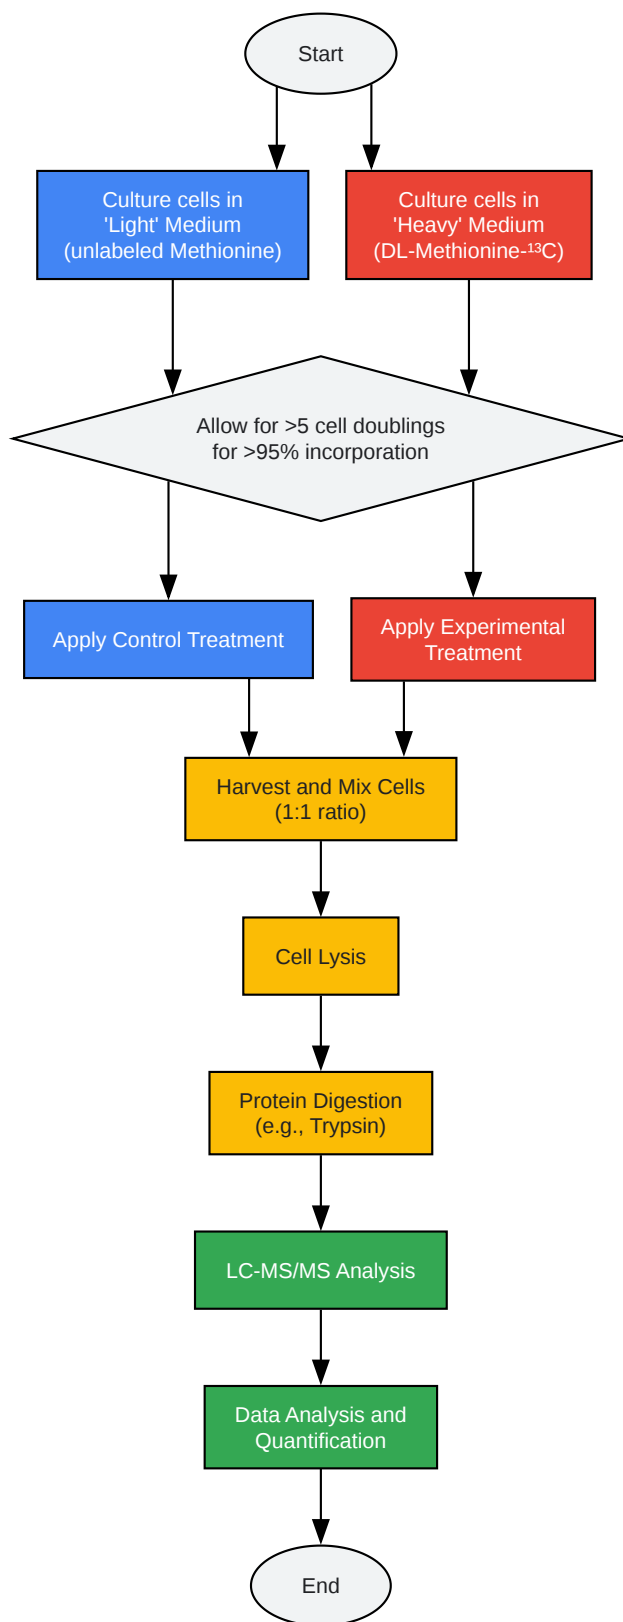 Start
Culture cells in
'Light' Medium
(unlabeled Methionine)
Culture cells in
'Heavy' Medium
(DL-Methionine-¹³C)
Allow for >5 cell doublings
for >95% incorporation
Apply Control Treatment
Apply Experimental
Treatment
Harvest and Mix Cells
(1:1 ratio)
Cell Lysis
Protein Digestion
(e.g., Trypsin)
LC-MS/MS Analysis
Data Analysis and
Quantification
End